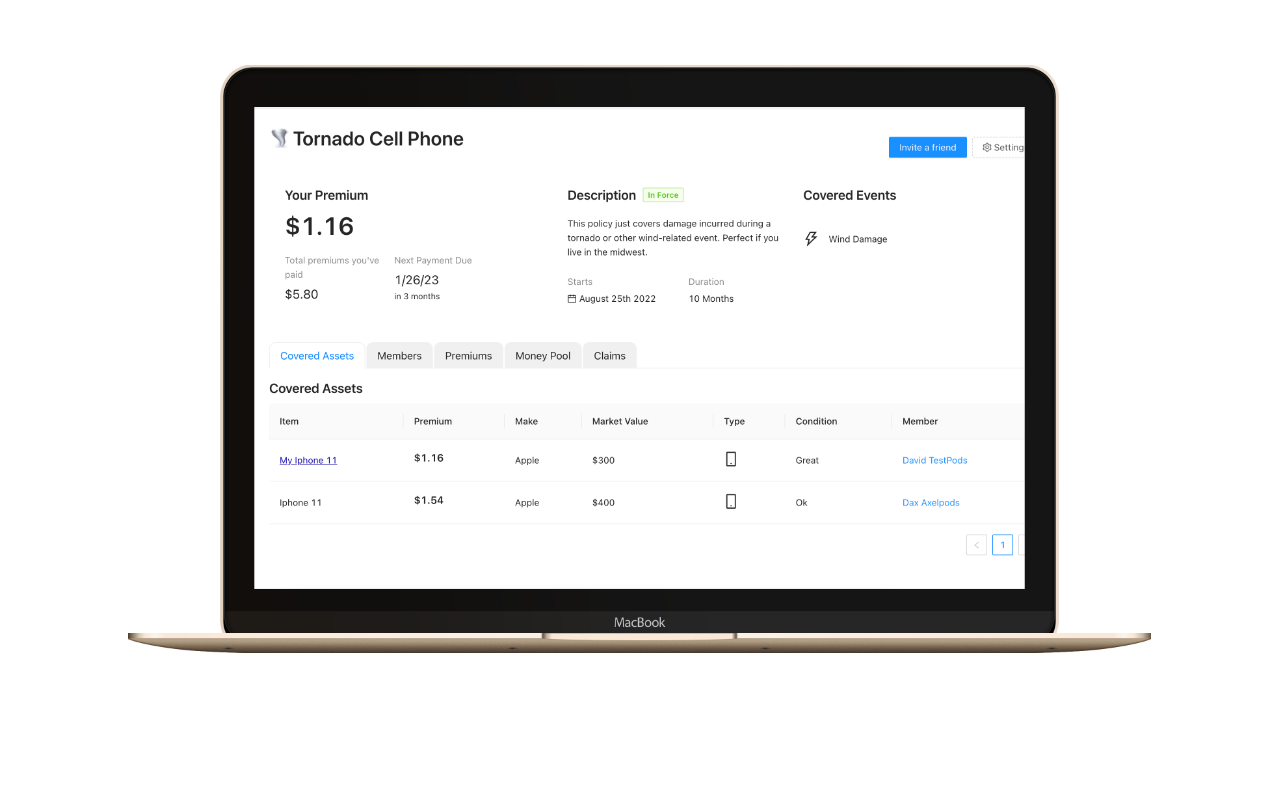 Tornado Cell Phone
Invite a friend
Setting
Your Premium
$1.16
Total premiums you've
paid
$5.80
Next Payment Due
1/26/23
in 3 months
Description
In Force
This policy just covers damage incurred during a
tornado or other wind-related event. Perfect if you
live in the midwest.
Starts
August 25th 2022
Duration
10 Months
Covered Events
Wind Damage
Covered Assets Members Premiums Money Pool Claims
Covered Assets
Item Premium Make Market Value Type Condition Member
My Iphone 11 $1.16 Apple $300 Great David TestPods
Iphone 11 $1.54 Apple $400 Ok Dax Axelpods
< 1
MacBook